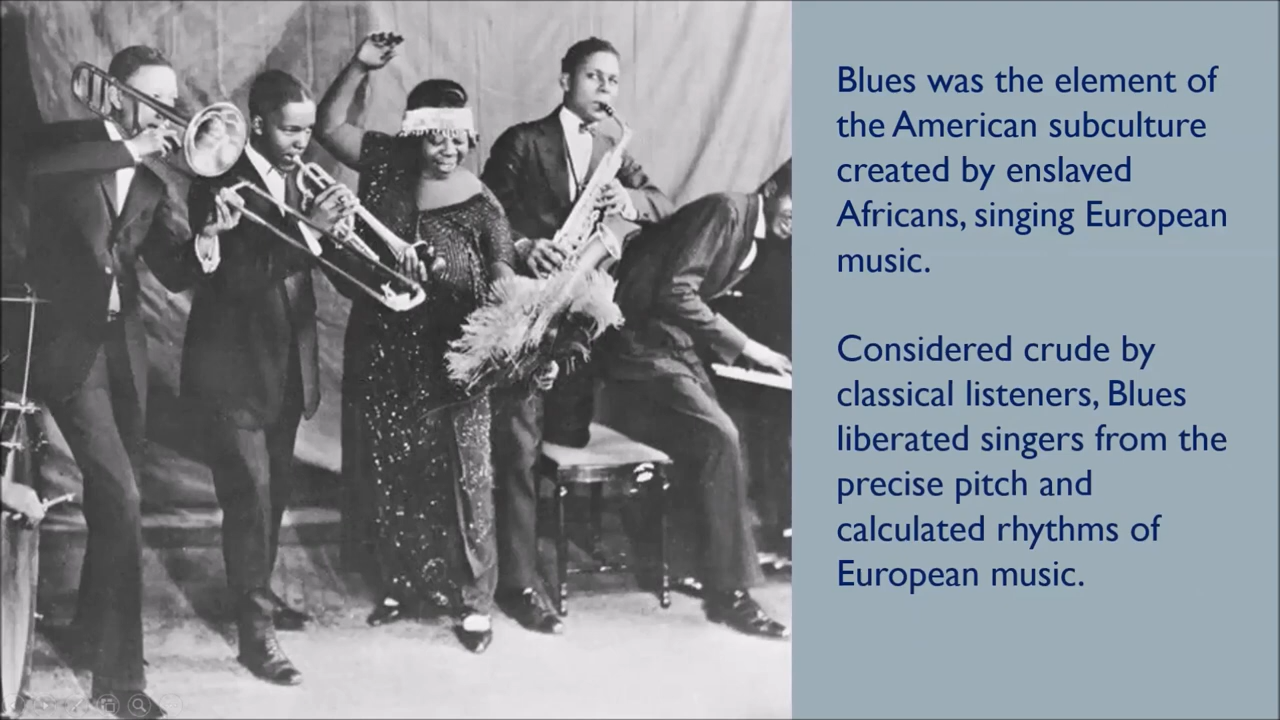 Blues was the element of
the American subculture
created by enslaved
Africans, singing European
music.
Considered crude by
classical listeners, Blues
liberated singers from the
precise pitch and
calculated rhythms of
European music.